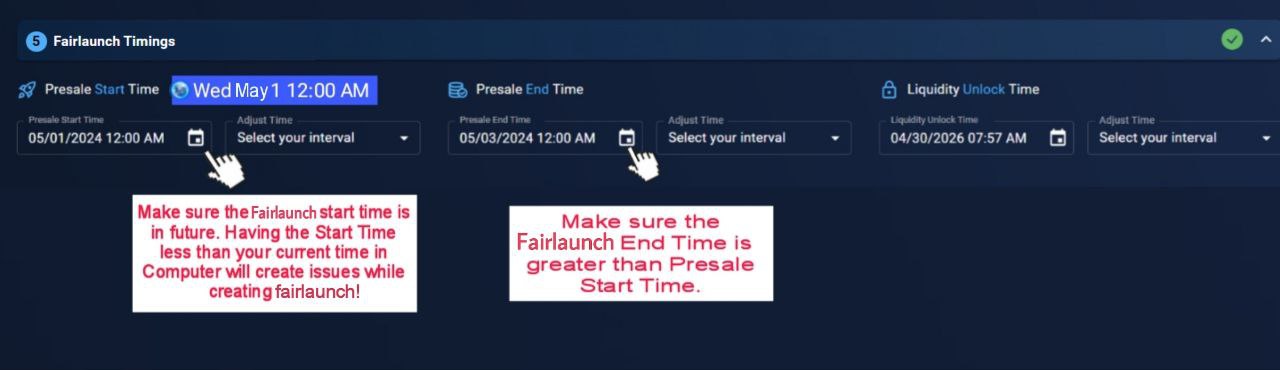 5 Fairlaunch Timings
Presale Start Time
Wed May 1 12:00 AM
Presale End Time
Liquidity Unlock Time
Presale Start Time
05/01/2024 12:00 AM
Adjust Time
Select your interval
Presale End Time
05/03/2024 12:00 AM
Adjust Time
Select your interval
Liquidity Unlock Time
04/30/2026 07:57 AM
Adjust Time
Select your interval
Make sure the Fairlaunch start time is
in future. Having the Start Time
less than your current time in
Computer will create issues while
creating fairlaunch!
Make sure the
Fairlaunch End Time is
greater than Presale
Start Time.